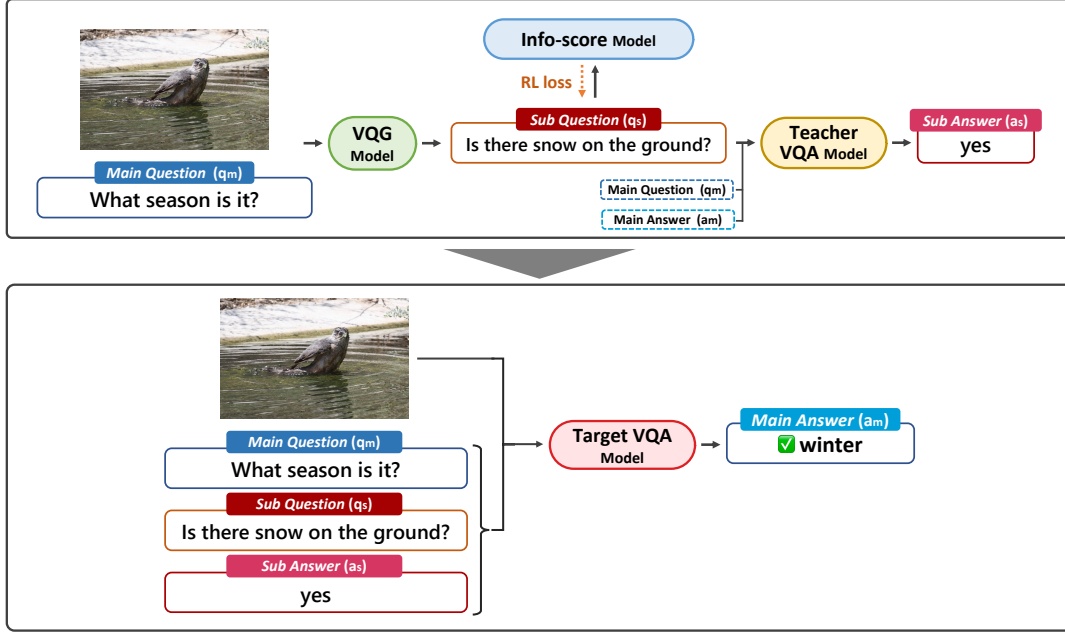 Info-score Model
RL loss
Main Question (qm)
What season is it?
VQG
Model
Sub Question (qs)
Is there snow on the ground?
Main Question (qm)
Main Answer (am)
Teacher
VQA Model
Sub Answer (as)
yes
Main Question (qm)
What season is it?
Sub Question (qs)
Is there snow on the ground?
Sub Answer (as)
yes
Target VQA
Model
Main Answer (am)
✅ winter